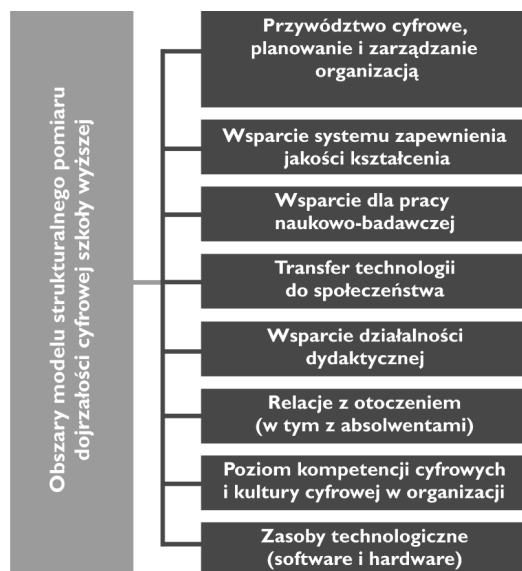 Obszary modelu strukturalnego pomiaru
dojrzałości cyfrowej szkoły wyższej
Przywództwo cyfrowe,
planowanie i zarządzanie
organizacją
Wsparcie systemu zapewnienia
jakości kształcenia
Wsparcie dla pracy
naukowo-badawczej
Transfer technologii
do społeczeństwa
Wsparcie działalności
dydaktycznej
Relacje z otoczeniem
(w tym z absolwentami)
Poziom kompetencji cyfrowych
i kultury cyfrowej w organizacji
Zasoby technologiczne
(software i hardware)